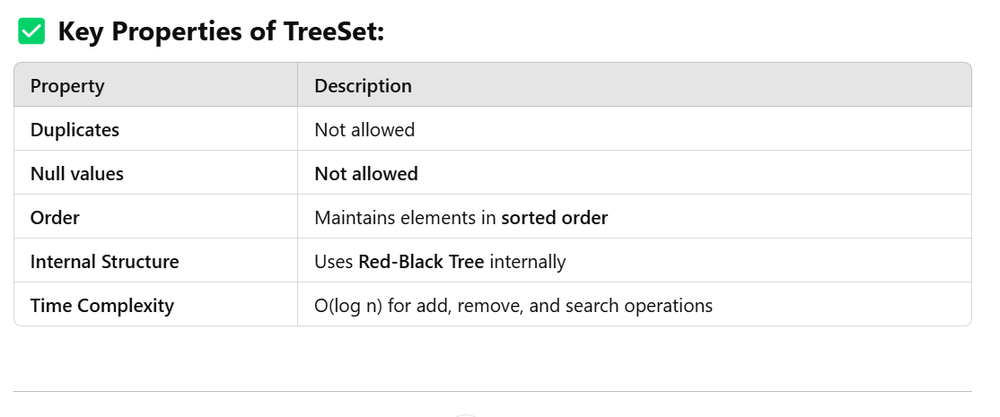 Key Properties of TreeSet:
Property Description
Duplicates Not allowed
Null values Not allowed
Order Maintains elements in sorted order
Internal Structure Uses Red-Black Tree internally
Time Complexity O(log n) for add, remove, and search operations